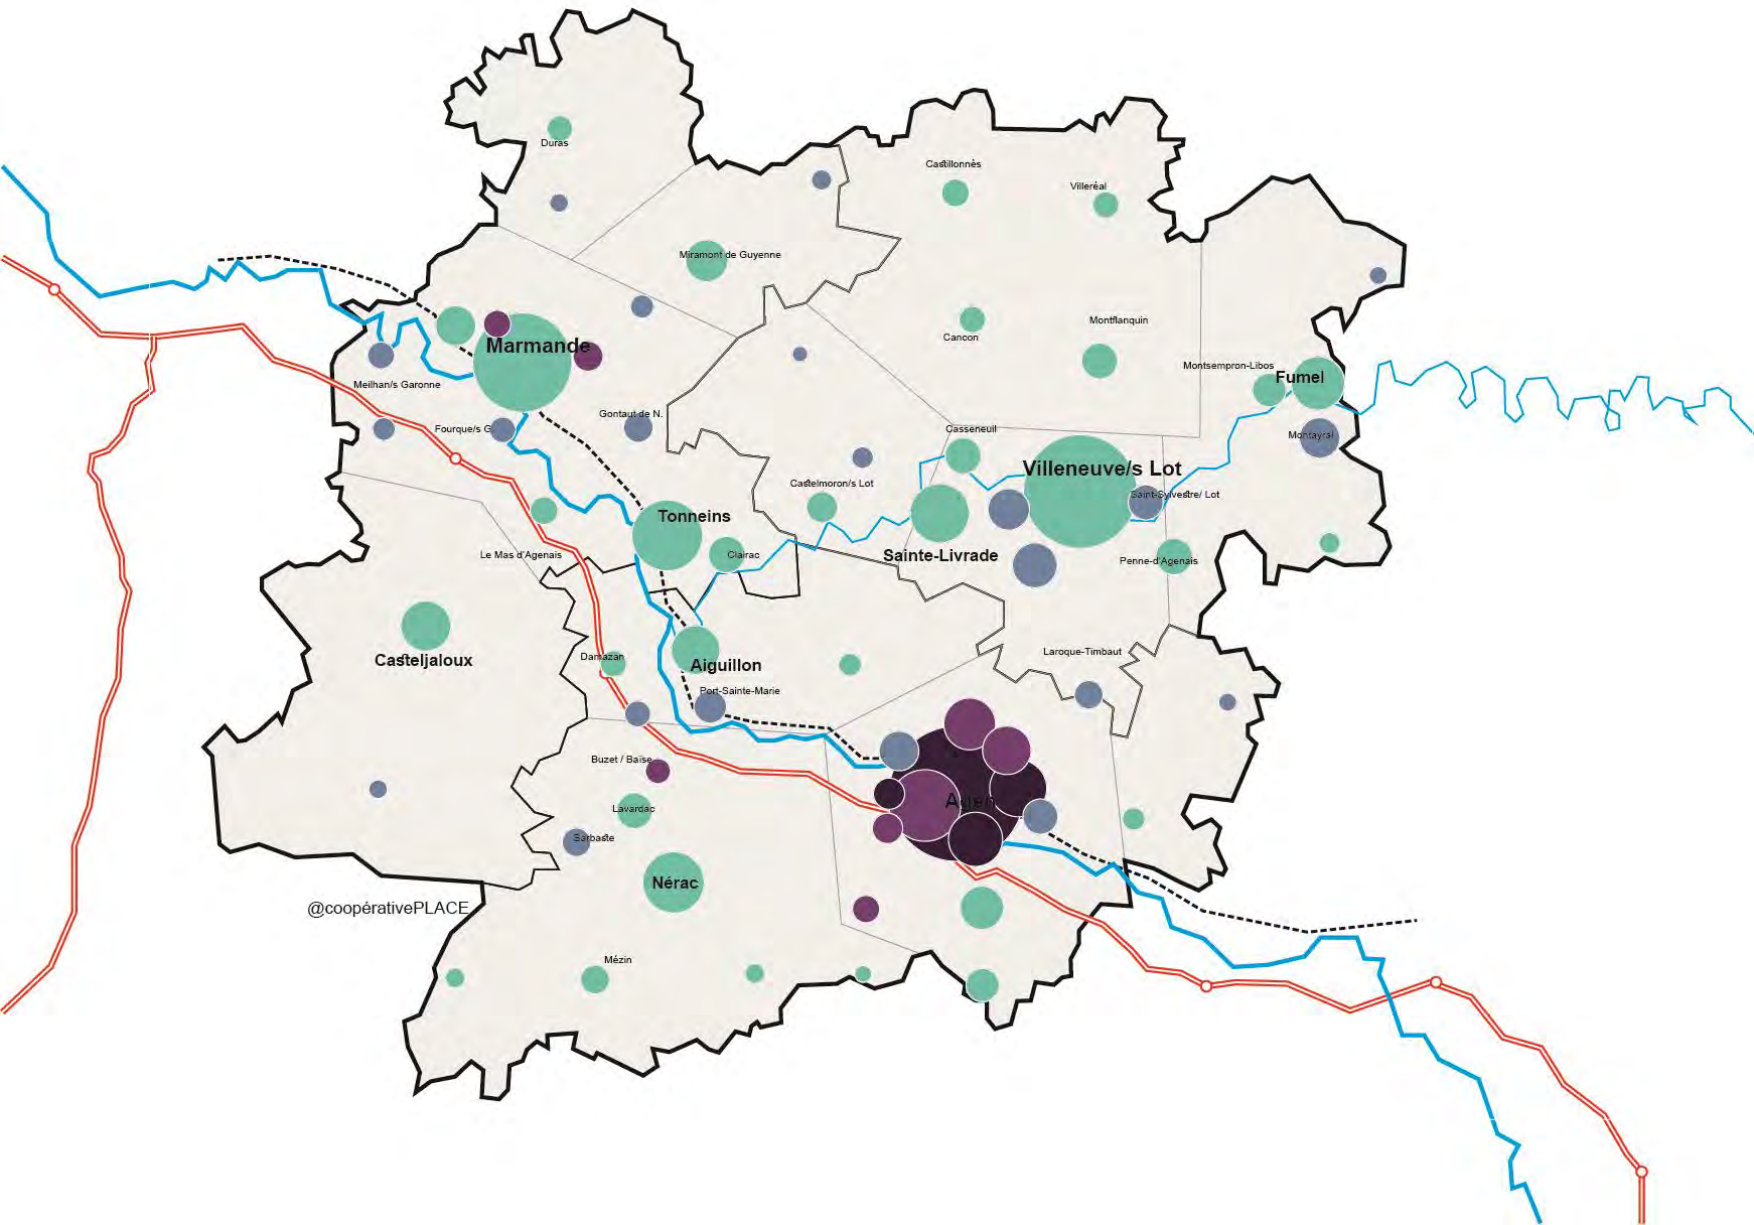 Duras
Castillonnès
Villeréal
Miramont de Guyenne
Marmande
Cancon
Montflanquin
Montsempron-Libos
Fumel
Meilhan/s Garonne
Gontaut de N.
Fourque/s G.
Casseneuil
Montayral
Villeneuve/s Lot
Castelmoron/s Lot
Saint-Sylvestre/ Lot
Tonneins
Le Mas d'Agenais
Clairac
Sainte-Livrade
Penne-d'Agenais
Casteljaloux
Damazan
Aiguillon
Laroque-Timbaut
Port-Sainte-Marie
Buzet / Baïse
Agen
Lavardac
Barbaste
Nérac
@coopérativePLACE
Mézin